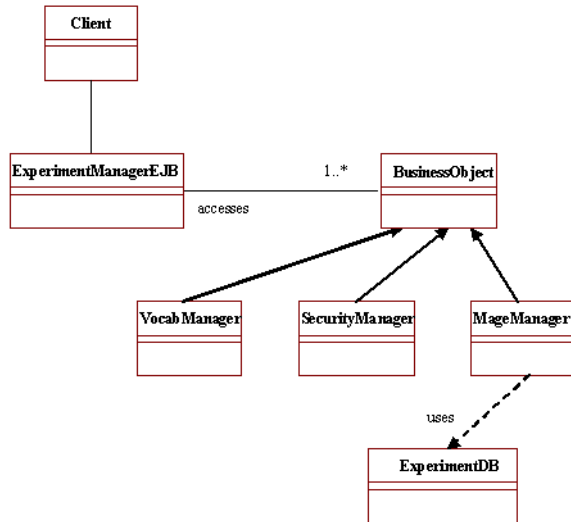 Client
ExperimentManagerEJB
1..*
BusinessObject
accesses
VocabManager
SecurityManager
MageManager
uses
ExperimentDB